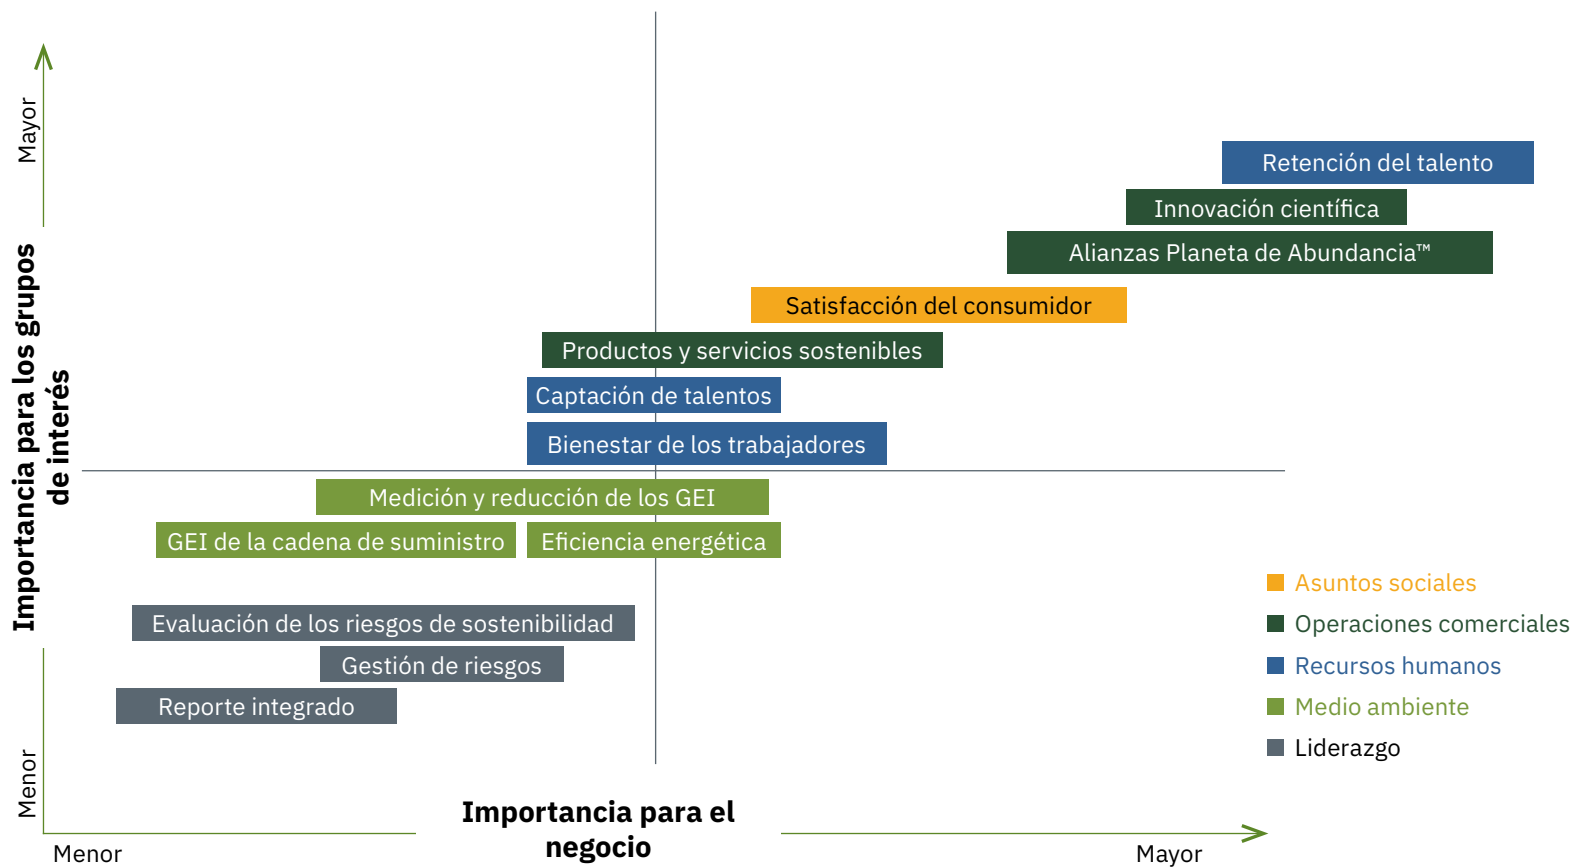 Mayor
Importancia para los grupos
de interés
Menor
Retención del talento
Innovación científica
Alianzas Planeta de Abundancia™
Satisfacción del consumidor
Productos y servicios sostenibles
Captación de talentos
Bienestar de los trabajadores
Medición y reducción de los GEI
GEI de la cadena de suministro
Eficiencia energética
Evaluación de los riesgos de sostenibilidad
Gestión de riesgos
Reporte integrado
Asuntos sociales
Operaciones comerciales
Recursos humanos
Medio ambiente
Liderazgo
Menor
Importancia para el
negocio
Mayor